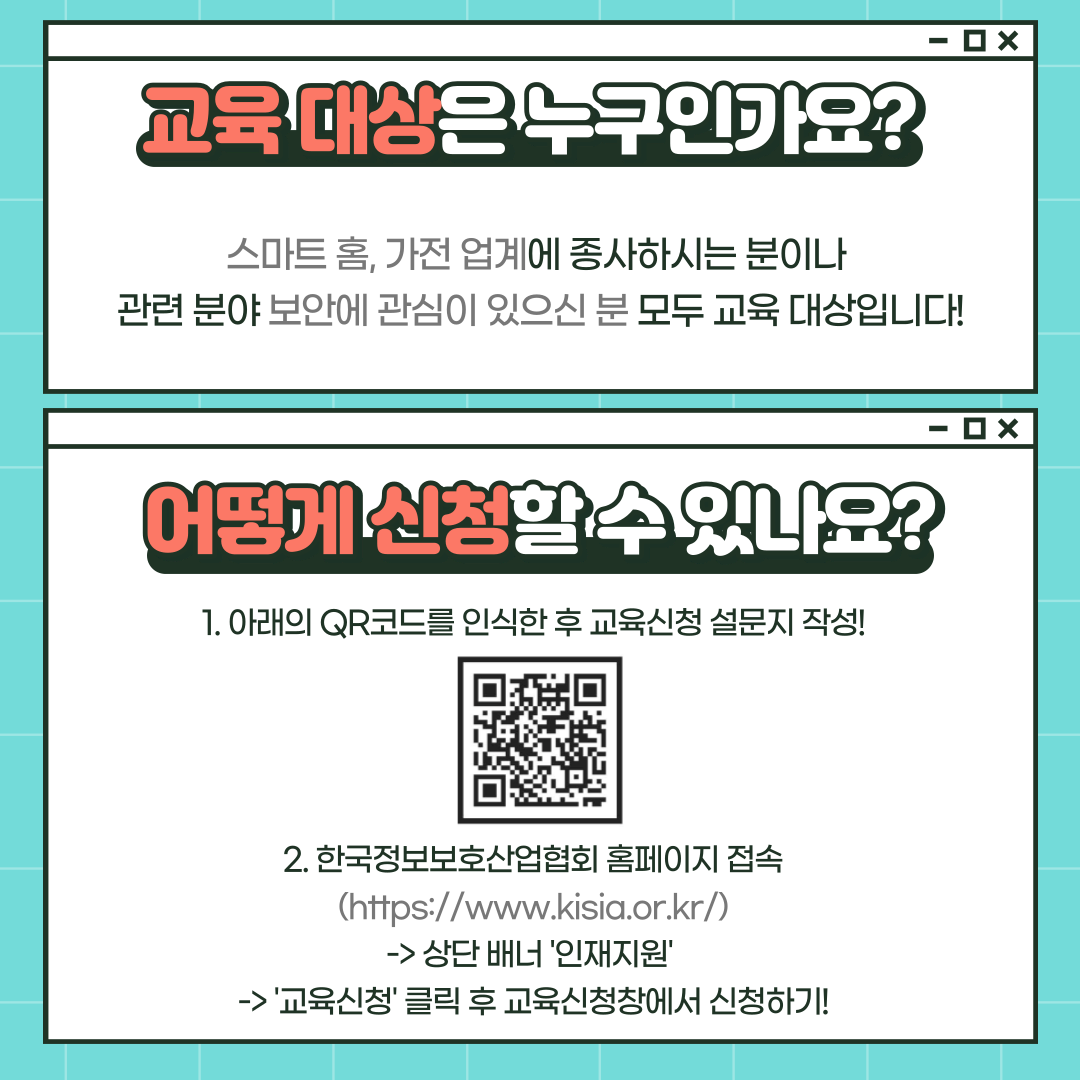 교육 대상은 누구인가요?
스마트 홈, 가전 업계에 종사하시는 분이나
관련 분야 보안에 관심이 있으신 분 모두 교육 대상입니다!
어떻게 신청할 수 있나요?
1. 아래의 QR코드를 인식한 후 교육신청 설문지 작성!
2. 한국정보보호산업협회 홈페이지 접속
(https://www.kisia.or.kr/)
-> 상단 배너 '인재지원'
-> '교육신청' 클릭 후 교육신청창에서 신청하기!